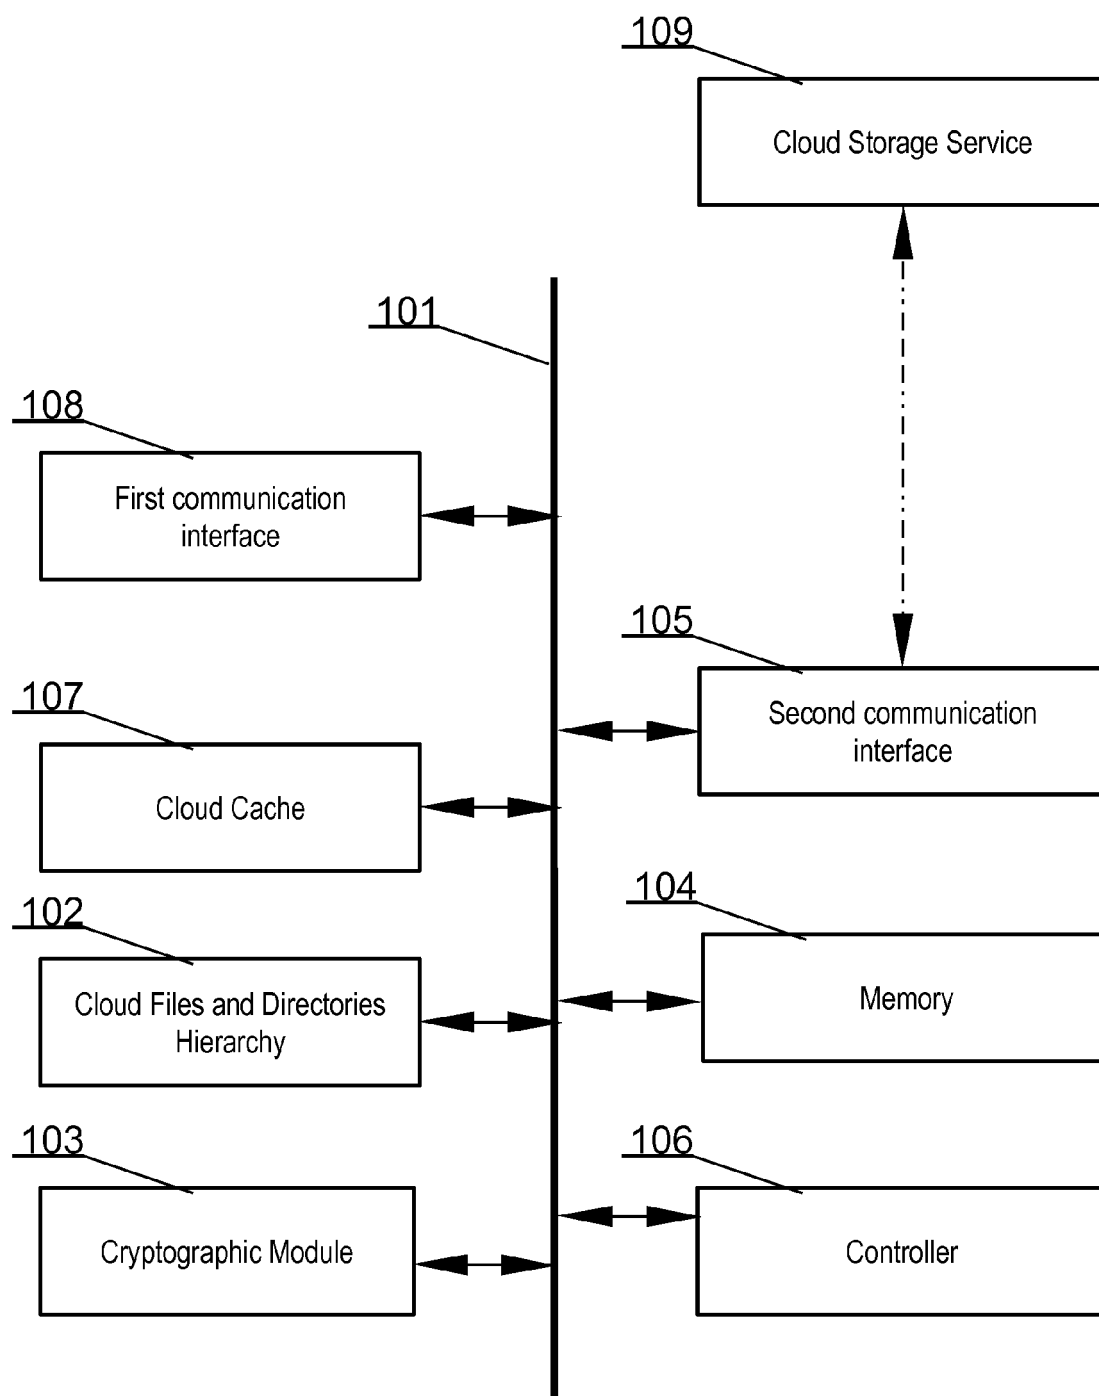 109
Cloud Storage Service
101
108
First communication
interface
105
Second communication
interface
107
Cloud Cache
104
Memory
102
Cloud Files and Directories
Hierarchy
103
Cryptographic Module
106
Controller